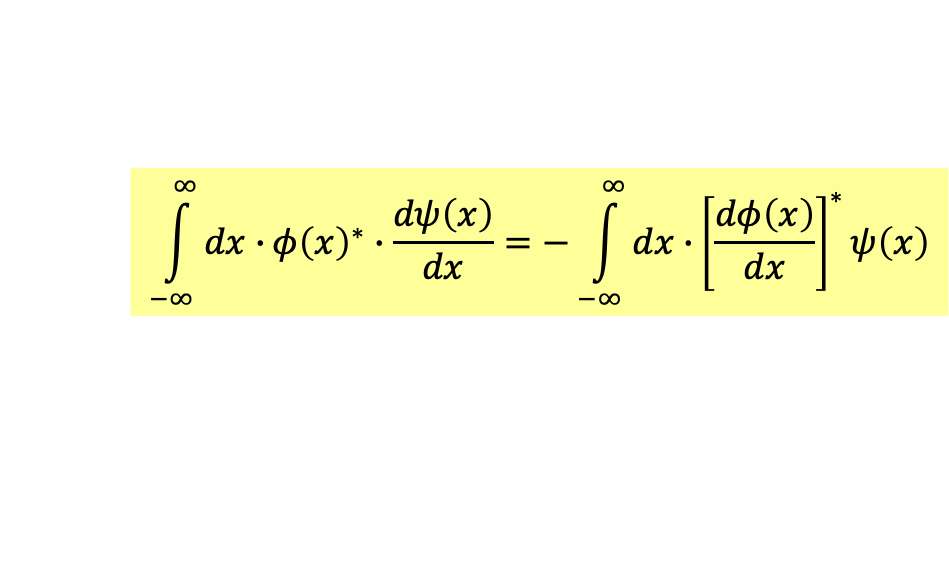 ∫_{-∞}^{∞} dx · ϕ(x)* · dψ(x)/dx = − ∫_{-∞}^{∞} dx · [dϕ(x)/dx]* ψ(x)